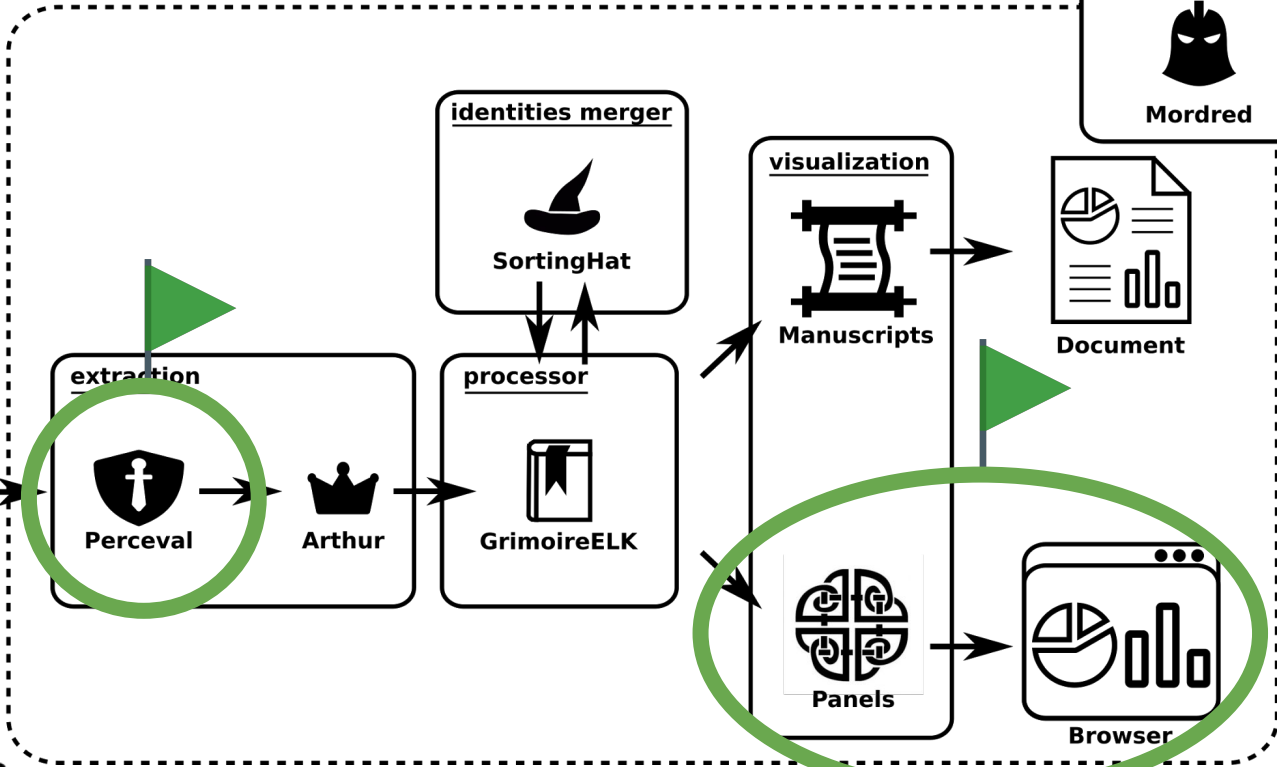 Mordred
identities merger
SortingHat
visualization
Manuscripts
Document
extraction
Perceval
Arthur
processor
GrimoireELK
Panels
Browser